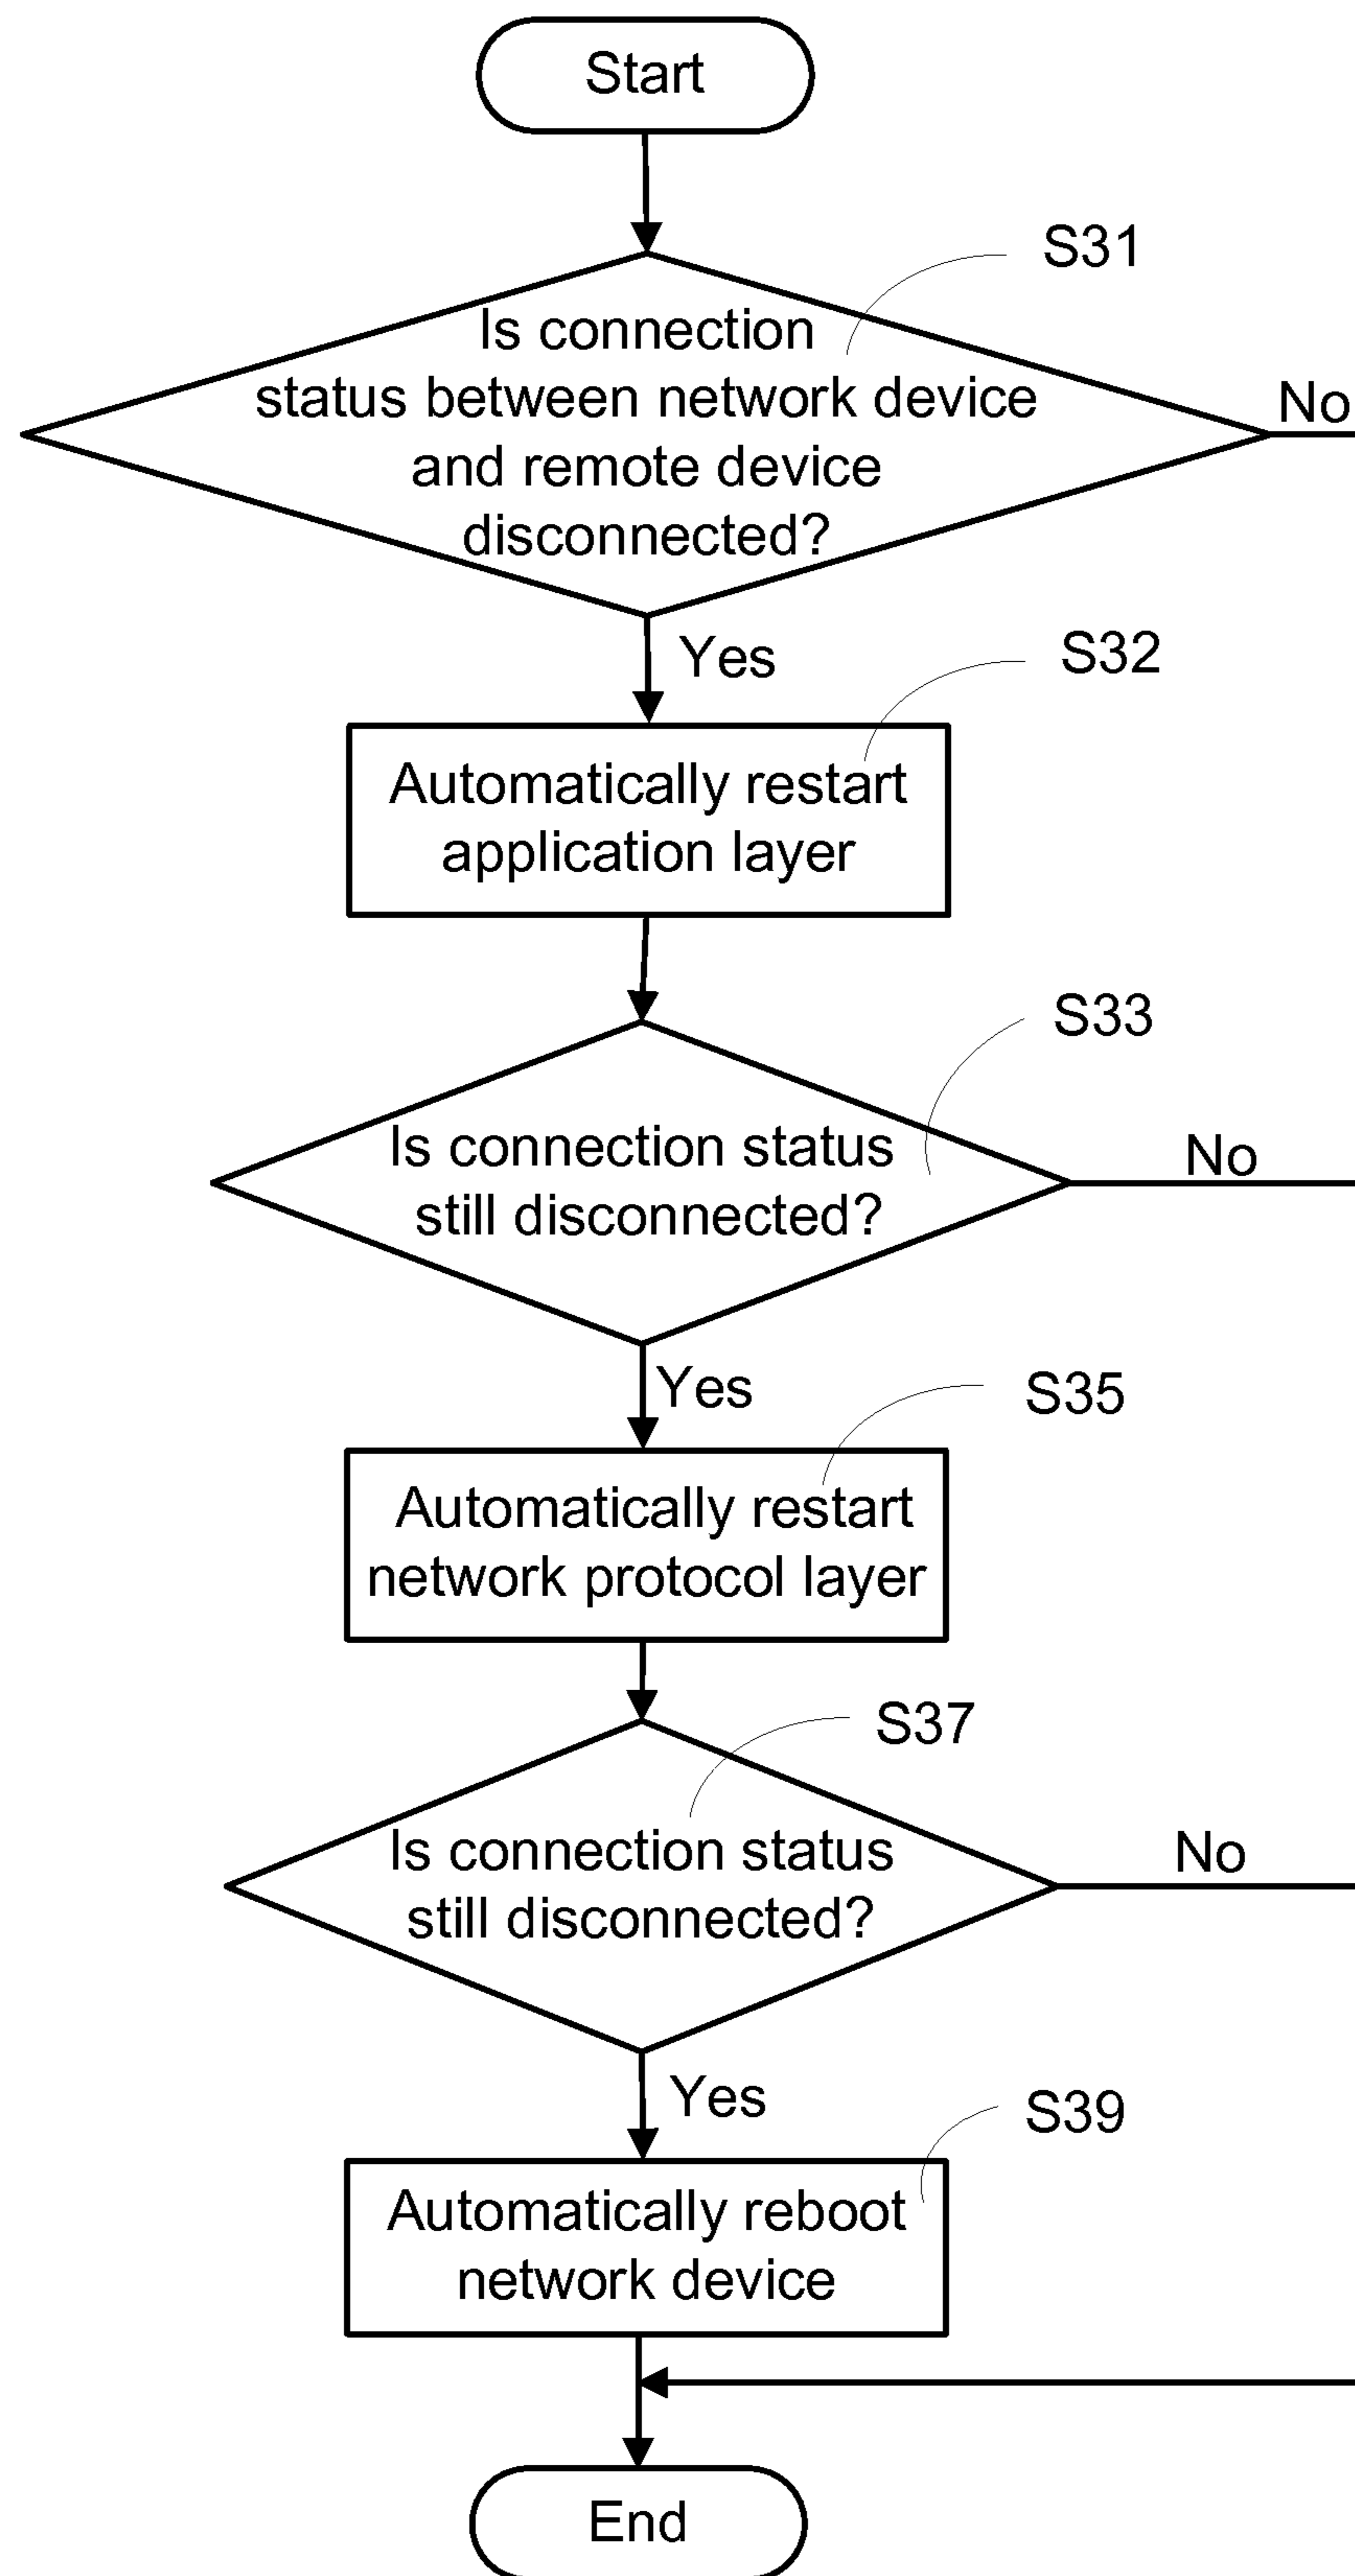 Start
S31
Is connection
status between network device
and remote device
disconnected?
No
Yes
S32
Automatically restart
application layer
S33
Is connection status
still disconnected?
No
Yes
S35
Automatically restart
network protocol layer
S37
Is connection status
still disconnected?
No
Yes
S39
Automatically reboot
network device
End